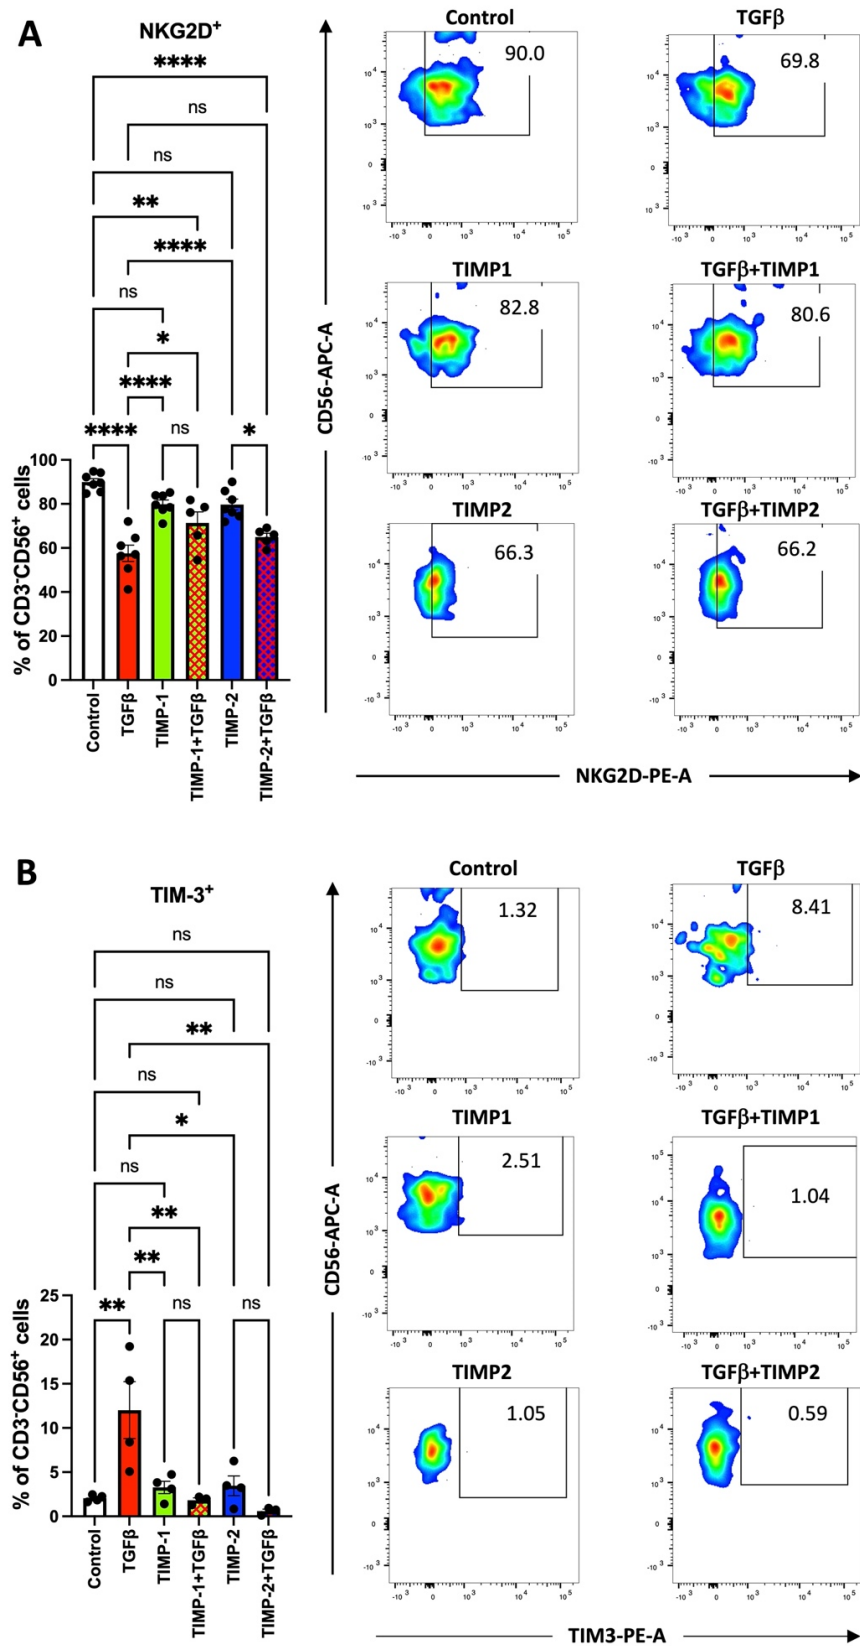 A
NKG2D⁺
****
ns
ns
**
****
ns
*
****
****
ns
*
% of CD3⁻CD56⁺ cells
100
80
60
40
20
0
Control
TGFβ
TIMP-1
TIMP-1+TGFβ
TIMP-2
TIMP-2+TGFβ
CD56-APC-A
Control
90.0
TGFβ
69.8
TIMP1
82.8
TGFβ+TIMP1
80.6
TIMP2
66.3
TGFβ+TIMP2
66.2
NKG2D-PE-A
B
TIM-3⁺
ns
ns
**
ns
*
ns
**
**
**
ns
ns
% of CD3⁻CD56⁺ cells
25
20
15
10
5
0
Control
TGFβ
TIMP-1
TIMP-1+TGFβ
TIMP-2
TIMP-2+TGFβ
CD56-APC-A
Control
1.32
TGFβ
8.41
TIMP1
2.51
TGFβ+TIMP1
1.04
TIMP2
1.05
TGFβ+TIMP2
0.59
TIM3-PE-A